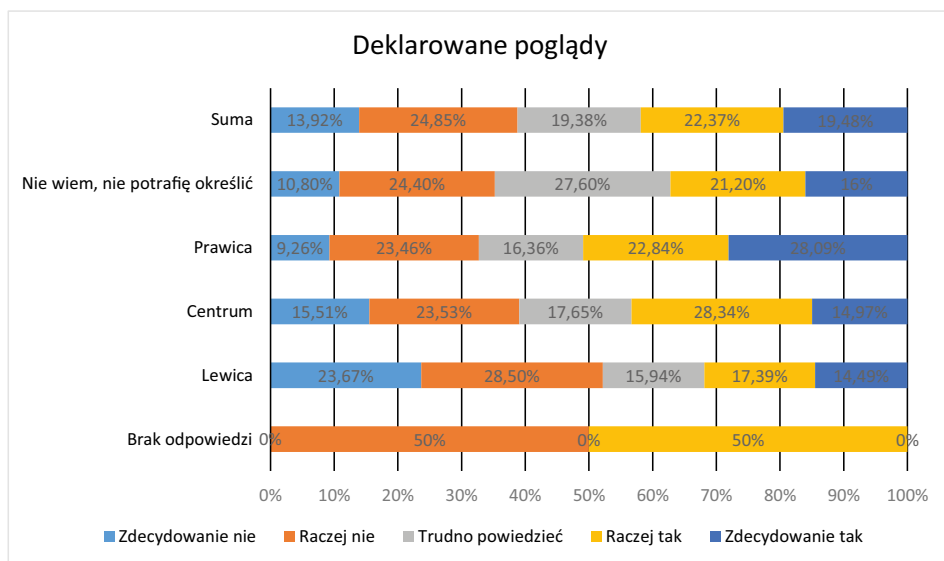 Deklarowane poglądy
Suma 13,92% 24,85% 19,38% 22,37% 19,48%
Nie wiem, nie potrafię określić 10,80% 24,40% 27,60% 21,20% 16%
Prawica 9,26% 23,46% 16,36% 22,84% 28,09%
Centrum 15,51% 23,53% 17,65% 28,34% 14,97%
Lewica 23,67% 28,50% 15,94% 17,39% 14,49%
Brak odpowiedzi 0% 50% 0% 50% 0%
0% 10% 20% 30% 40% 50% 60% 70% 80% 90% 100%
Zdecydowanie nie Raczej nie Trudno powiedzieć Raczej tak Zdecydowanie tak